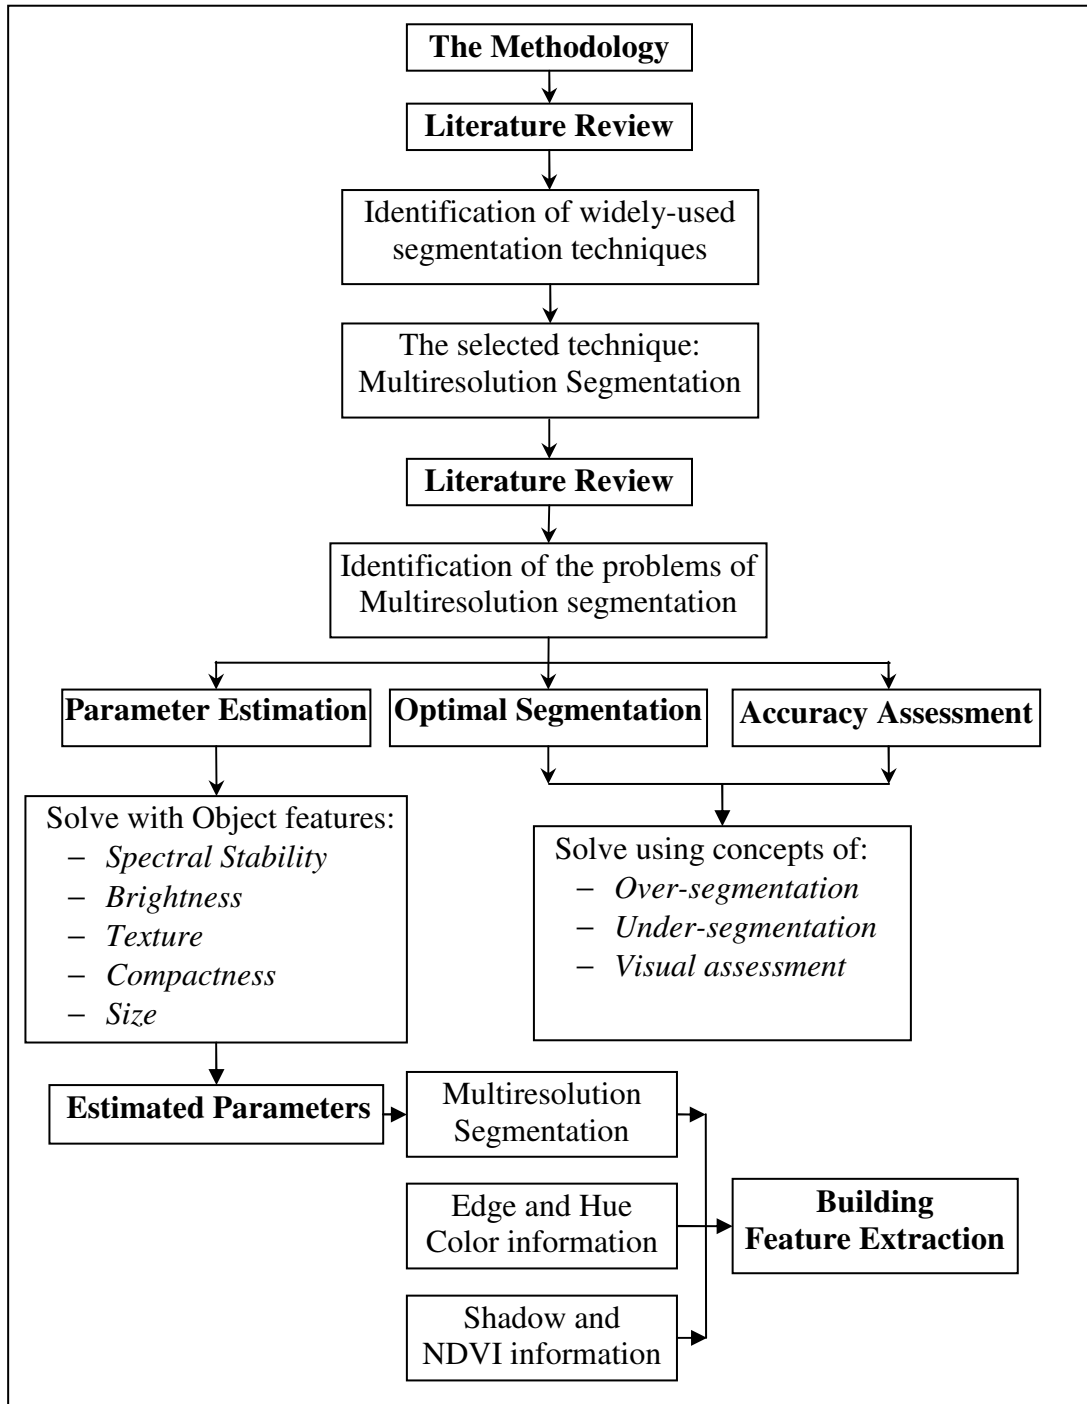 The Methodology
Literature Review
Identification of widely-used
segmentation techniques
The selected technique:
Multiresolution Segmentation
Literature Review
Identification of the problems of
Multiresolution segmentation
Parameter Estimation
Optimal Segmentation
Accuracy Assessment
Solve with Object features:
– Spectral Stability
– Brightness
– Texture
– Compactness
– Size
Solve using concepts of:
– Over-segmentation
– Under-segmentation
– Visual assessment
Estimated Parameters
Multiresolution
Segmentation
Edge and Hue
Color information
Shadow and
NDVI information
Building
Feature Extraction